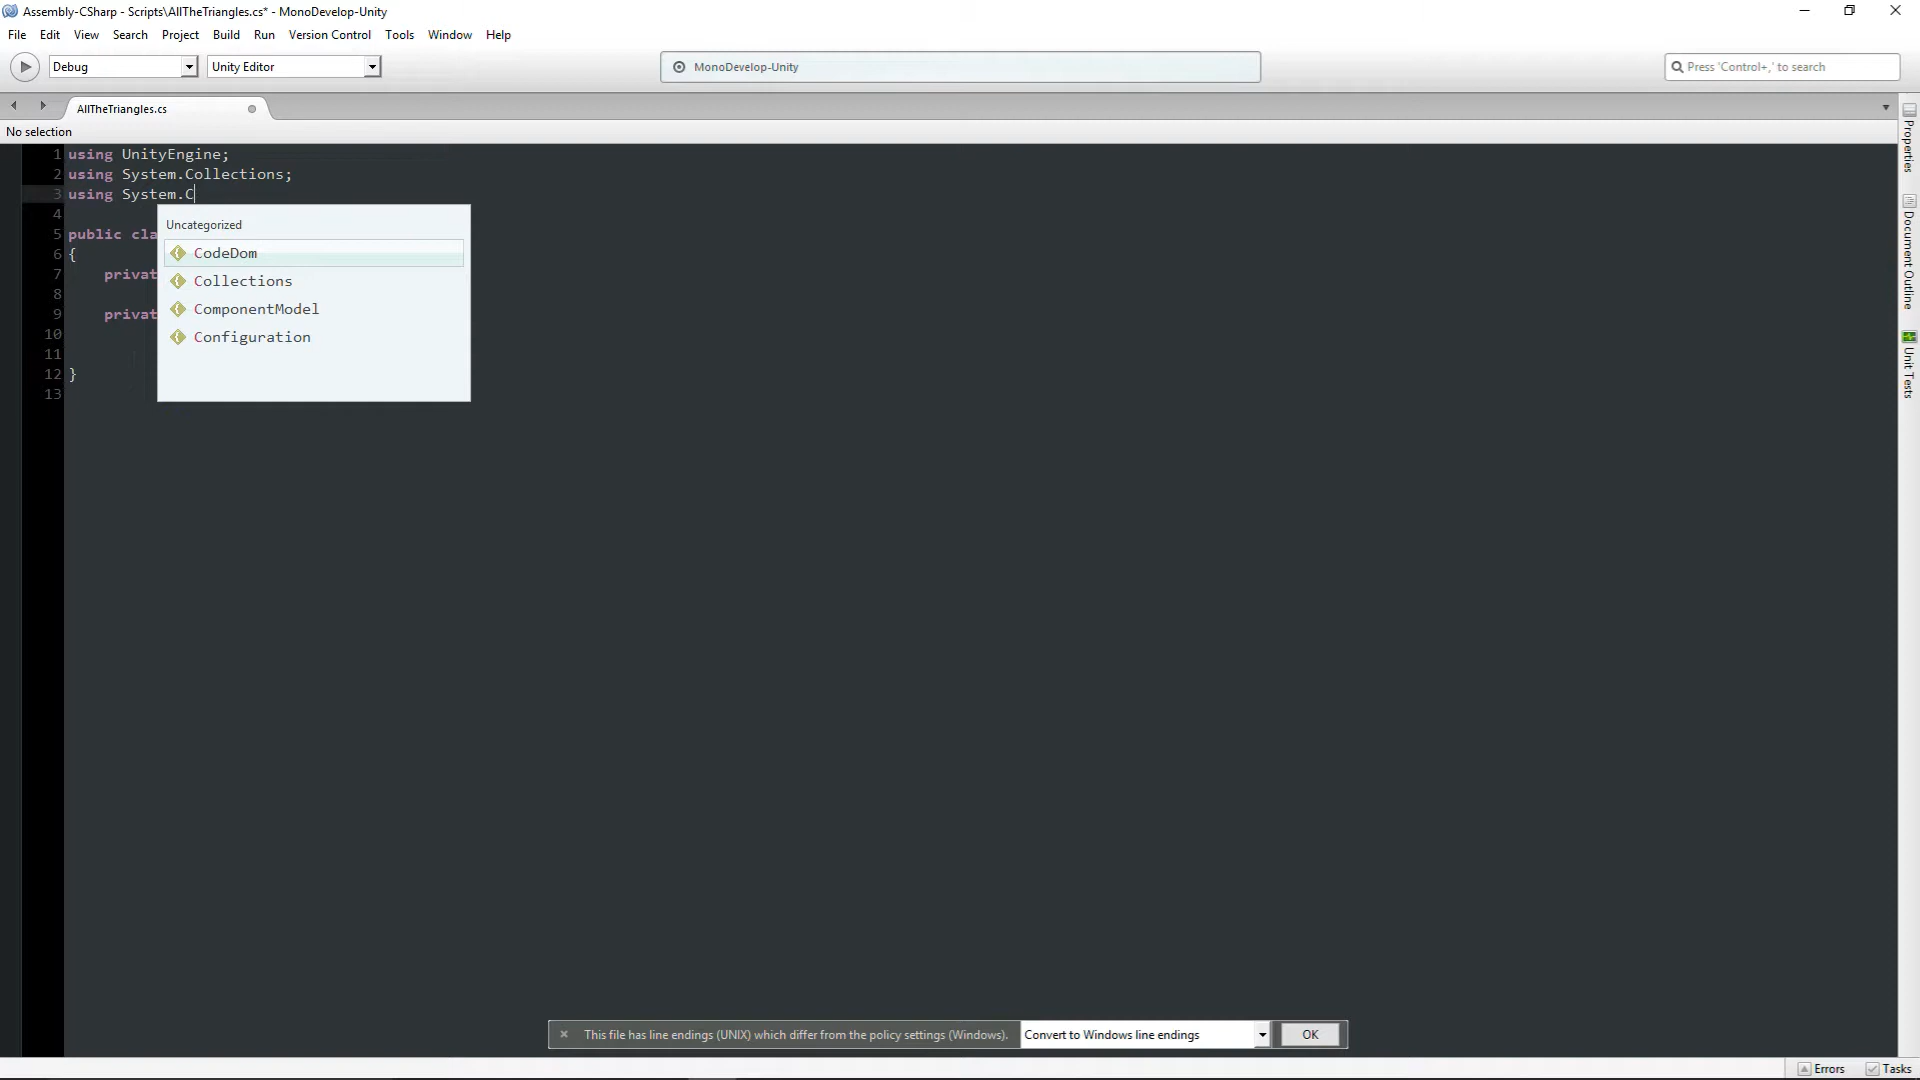 Assembly-CSharp - Scripts\AllTheTriangles.cs* - MonoDevelop-Unity
File Edit View Search Project Build Run Version Control Tools Window Help
Debug Unity Editor MonoDevelop-Unity Press 'Control+,' to search
AllTheTriangles.cs
No selection
1 using UnityEngine;
2 using System.Collections;
3 using System.C
4
5 public cla
6 {
7 privat
8
9 privat
10
11
12 }
13
Uncategorized
CodeDom
Collections
ComponentModel
Configuration
Properties
Document Outline
Unit Tests
This file has line endings (UNIX) which differ from the policy settings (Windows). Convert to Windows line endings OK
Errors Tasks